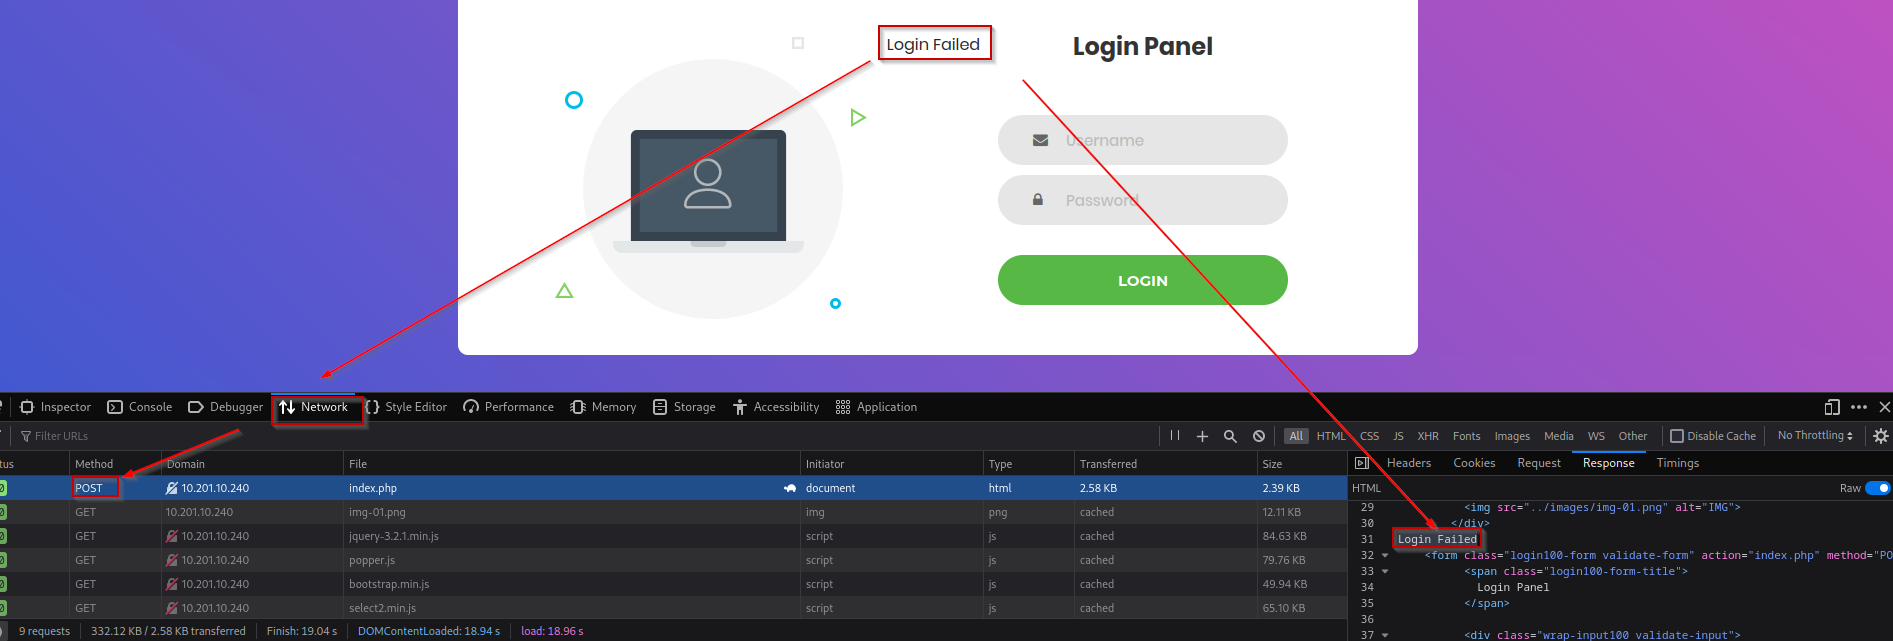 Login Failed
Login Panel
Username
Password
LOGIN
Inspector Console Debugger Network Style Editor Performance Memory Storage Accessibility Application
Filter URLs
All HTML CSS JS XHR Fonts Images Media WS Other Disable Cache No Throttling
tus Method Domain File Initiator Type Transferred Size
Headers Cookies Request Response Timings
0 POST 10.201.10.240 index.php document html 2.58 KB 2.39 KB
HTML Raw
0 GET 10.201.10.240 img-01.png img png cached 12.11 KB
0 GET 10.201.10.240 jquery-3.2.1.min.js script js cached 84.63 KB
0 GET 10.201.10.240 popper.js script js cached 79.76 KB
0 GET 10.201.10.240 bootstrap.min.js script js cached 49.94 KB
0 GET 10.201.10.240 select2.min.js script js cached 65.10 KB
29 <img src="../images/img-01.png" alt="IMG">
30 </div>
31 Login Failed
32 <form class="login100-form validate-form" action="index.php" method="PO
33 <span class="login100-form-title">
34 Login Panel
35 </span>
36
37 <div class="wrap-input100 validate-input">
9 requests 332.12 KB / 2.58 KB transferred Finish: 19.04 s DOMContentLoaded: 18.94 s load: 18.96 s